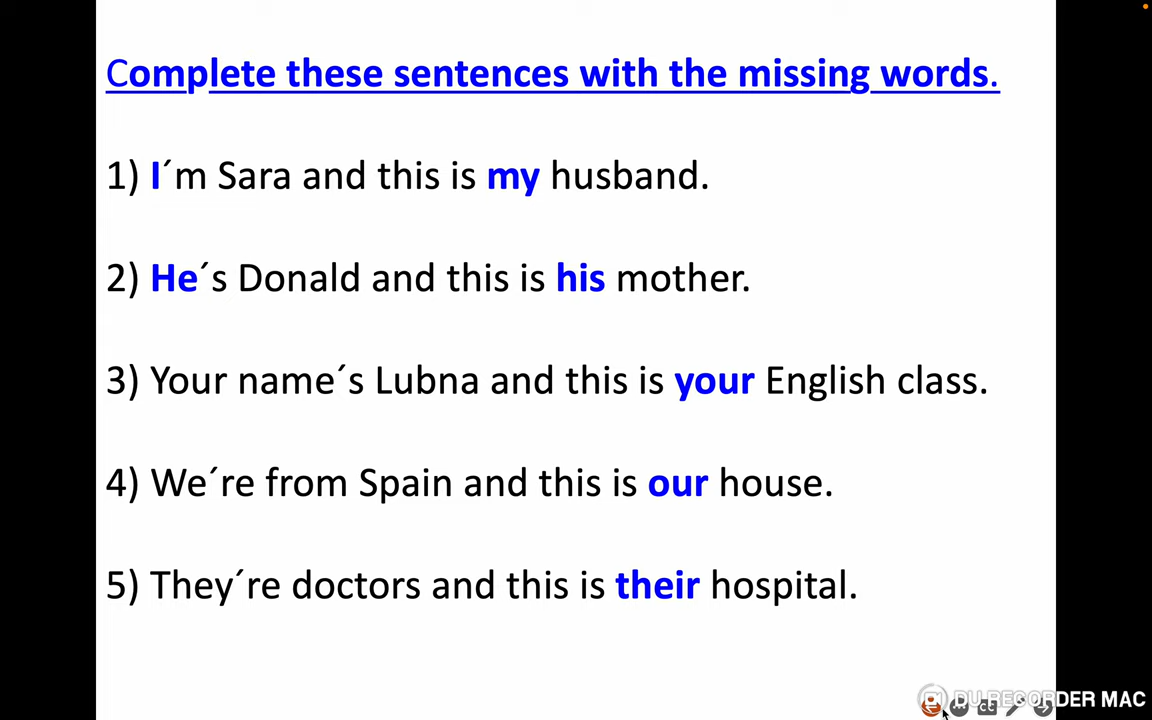 Complete these sentences with the missing words.
1) I´m Sara and this is my husband.
2) He´s Donald and this is his mother.
3) Your name´s Lubna and this is your English class.
4) We´re from Spain and this is our house.
5) They´re doctors and this is their hospital.
CC
DU RECORDER MAC